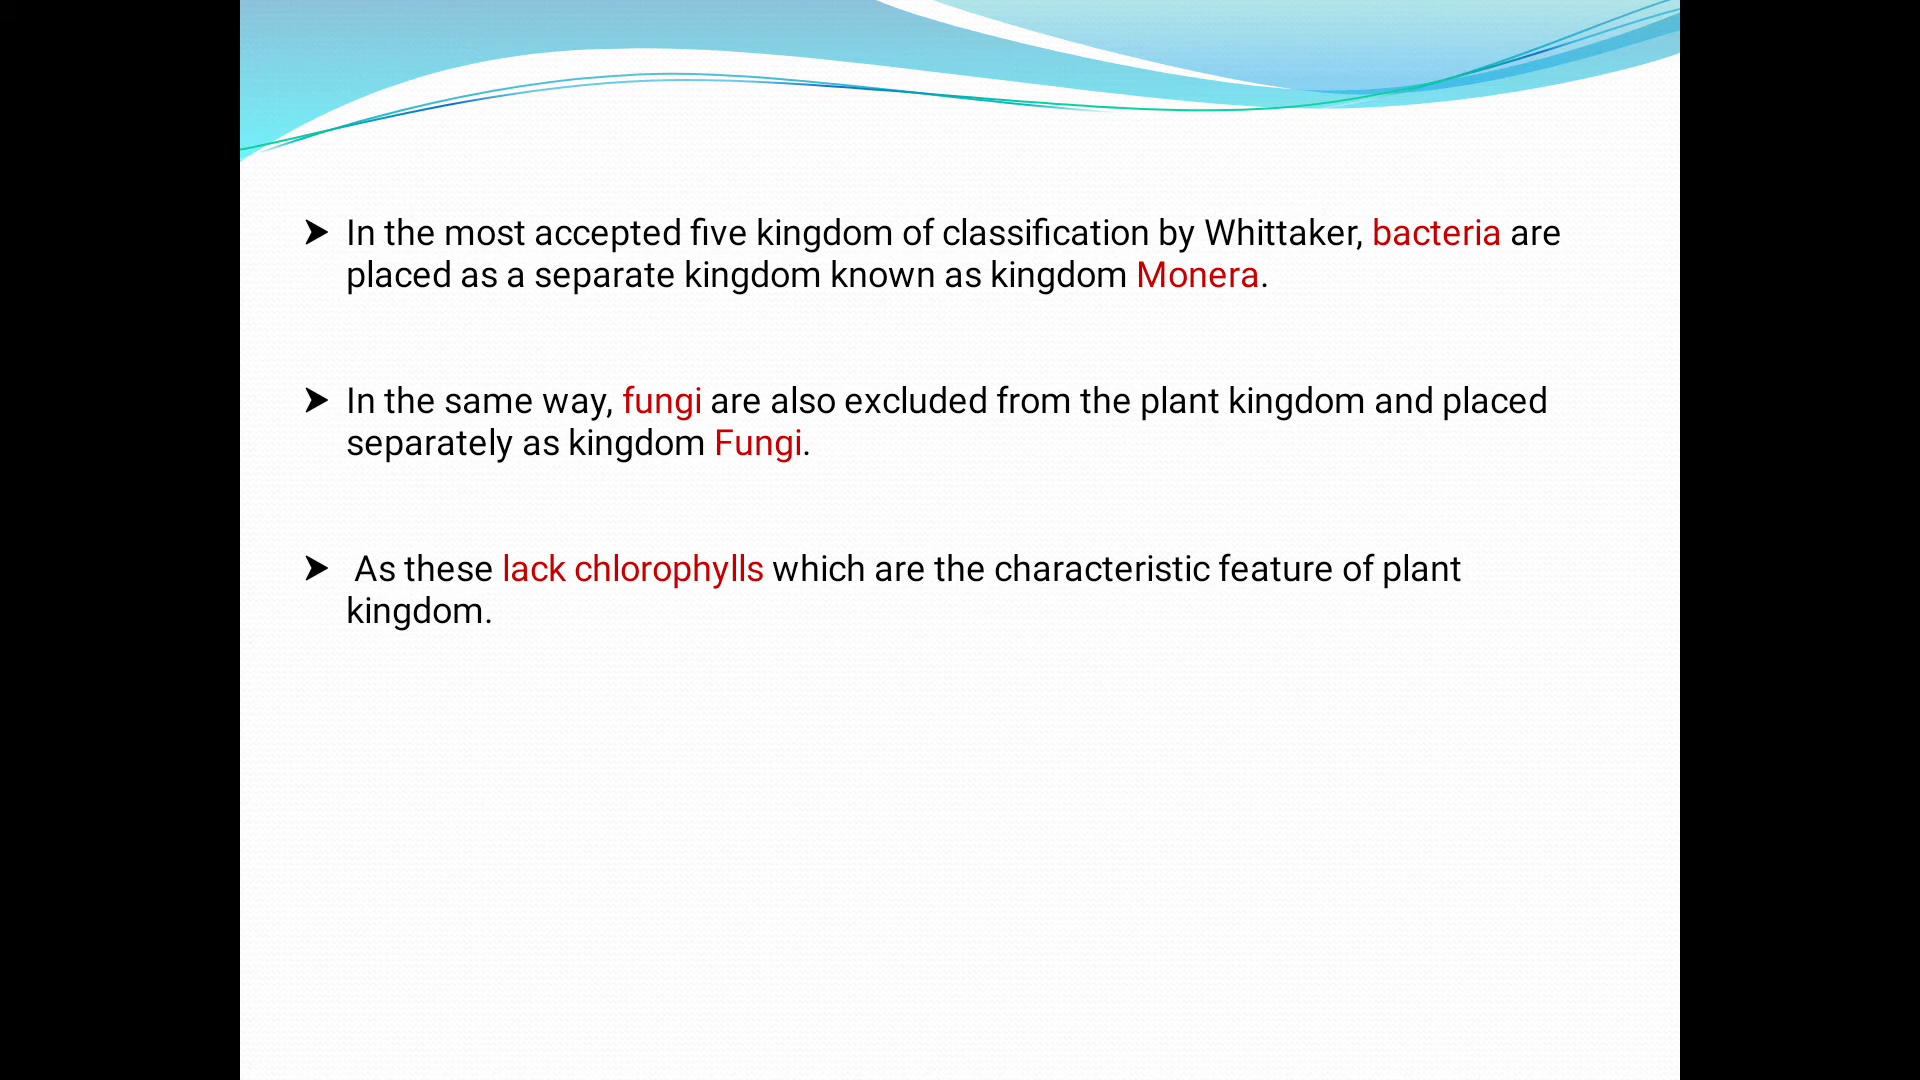 ➤ In the most accepted five kingdom of classification by Whittaker, bacteria are
placed as a separate kingdom known as kingdom Monera.
➤ In the same way, fungi are also excluded from the plant kingdom and placed
separately as kingdom Fungi.
➤ As these lack chlorophylls which are the characteristic feature of plant
kingdom.